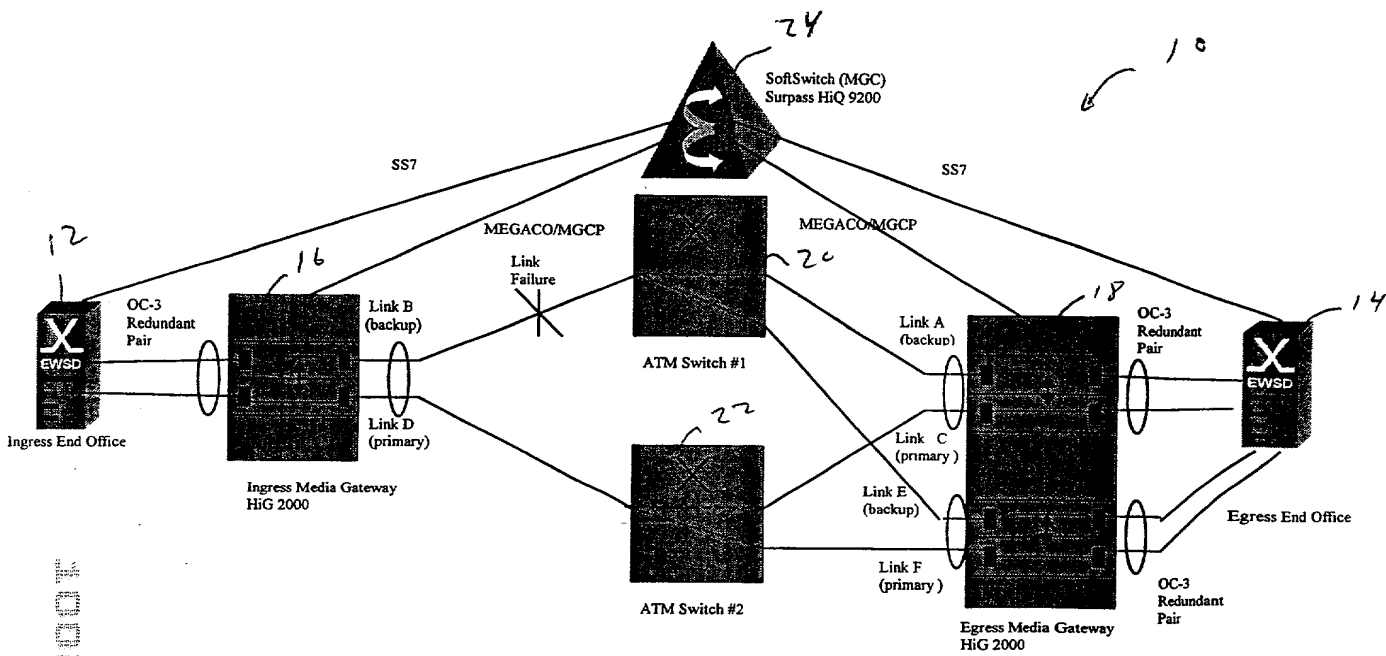 24
SoftSwitch (MGC)
Surpass HiQ 9200
10
SS7
SS7
MEGACO/MGCP
MEGACO/MGCP
12
16
Link
Failure
20
18
14
OC-3
Redundant
Pair
Link B
(backup)
Link A
(backup)
OC-3
Redundant
Pair
EWSD
EWSD
ATM Switch #1
Link D
(primary)
22
Link C
(primary)
Ingress End Office
Ingress Media Gateway
HiG 2000
Link E
(backup)
Egress End Office
Link F
(primary)
ATM Switch #2
OC-3
Redundant
Pair
Egress Media Gateway
HiG 2000